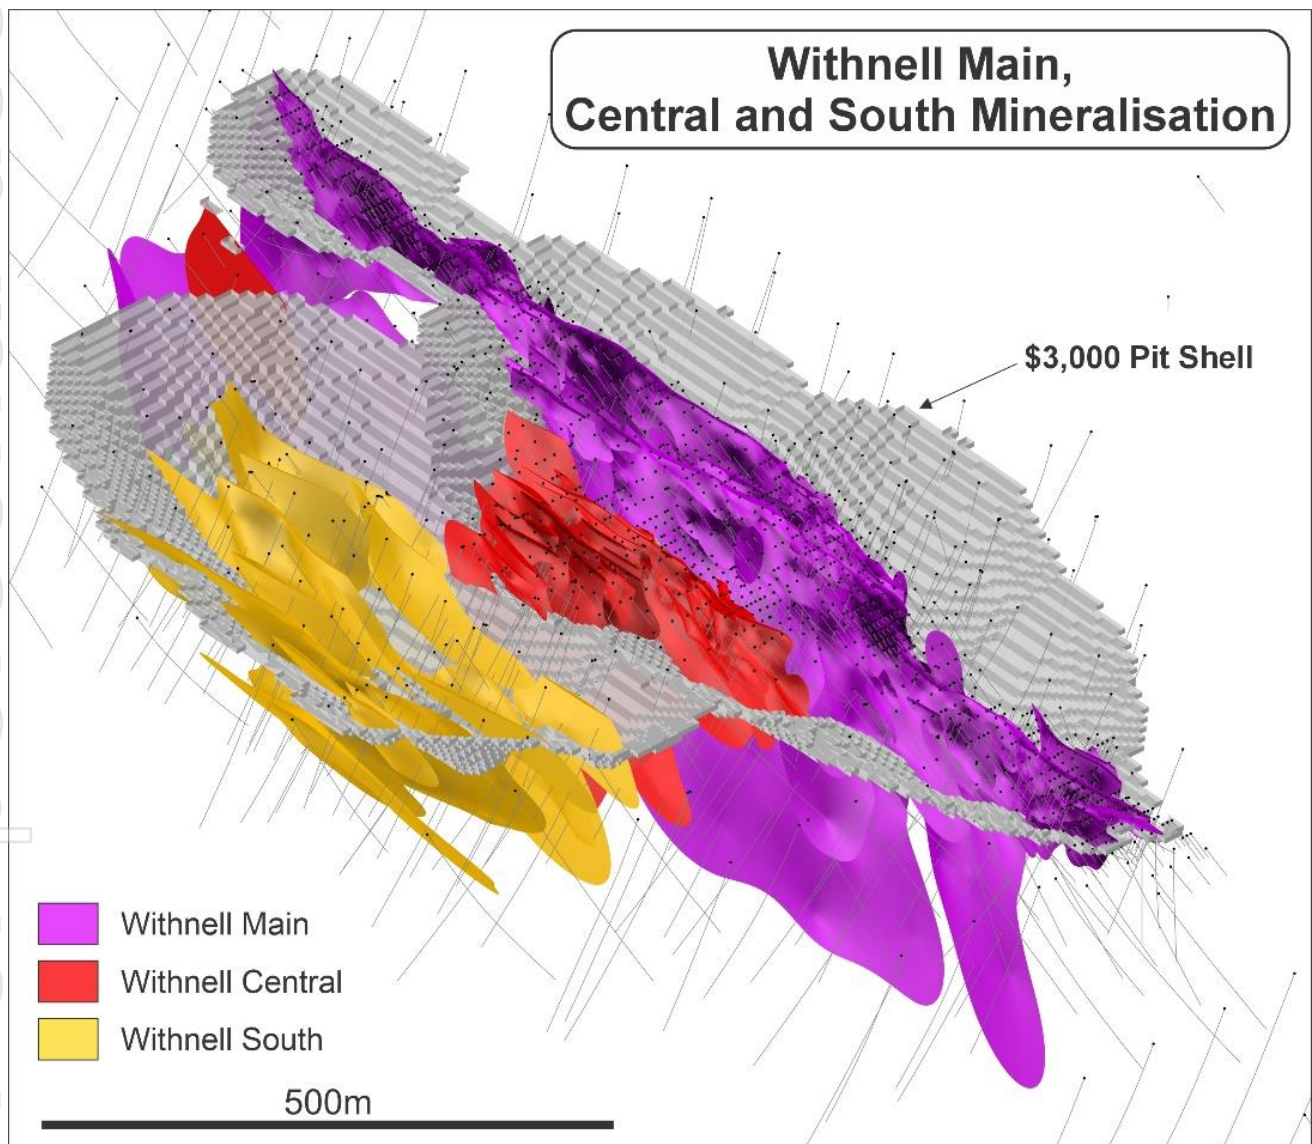 Withnell Main,
Central and South Mineralisation
$3,000 Pit Shell
Withnell Main
Withnell Central
Withnell South
500m